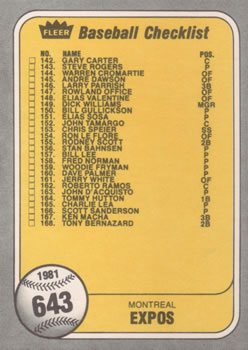 FLEER Baseball Checklist
NO. NAME POS.
142. GARY CARTER C
143. STEVE ROGERS P
144. WARREN CROMARTIE OF
145. ANDRE DAWSON OF
146. LARRY PARRISH 3B
147. ROWLAND OFFICE OF
148. ELIAS VALENTINE OF
149. DICK WILLIAMS MGR
150. BILL GULLICKSON P
151. ELIAS SOSA P
152. JOHN TAMARGO C
153. CHRIS SPEIER SS
154. RON LE FLORE OF
155. RODNEY SCOTT 2B
156. STAN BAHNSEN P
157. BILL LEE P
158. FRED NORMAN P
159. WOODIE FRYMAN P
160. DAVE PALMER P
161. JERRY WHITE OF
162. ROBERTO RAMOS C
163. JOHN D'ACQUISTO P
164. TOMMY HUTTON 1B
165. CHARLIE LEA P
166. SCOTT SANDERSON P
167. KEN MACHA 3B
168. TONY BERNAZARD 2B
1981
643
MONTREAL
EXPOS